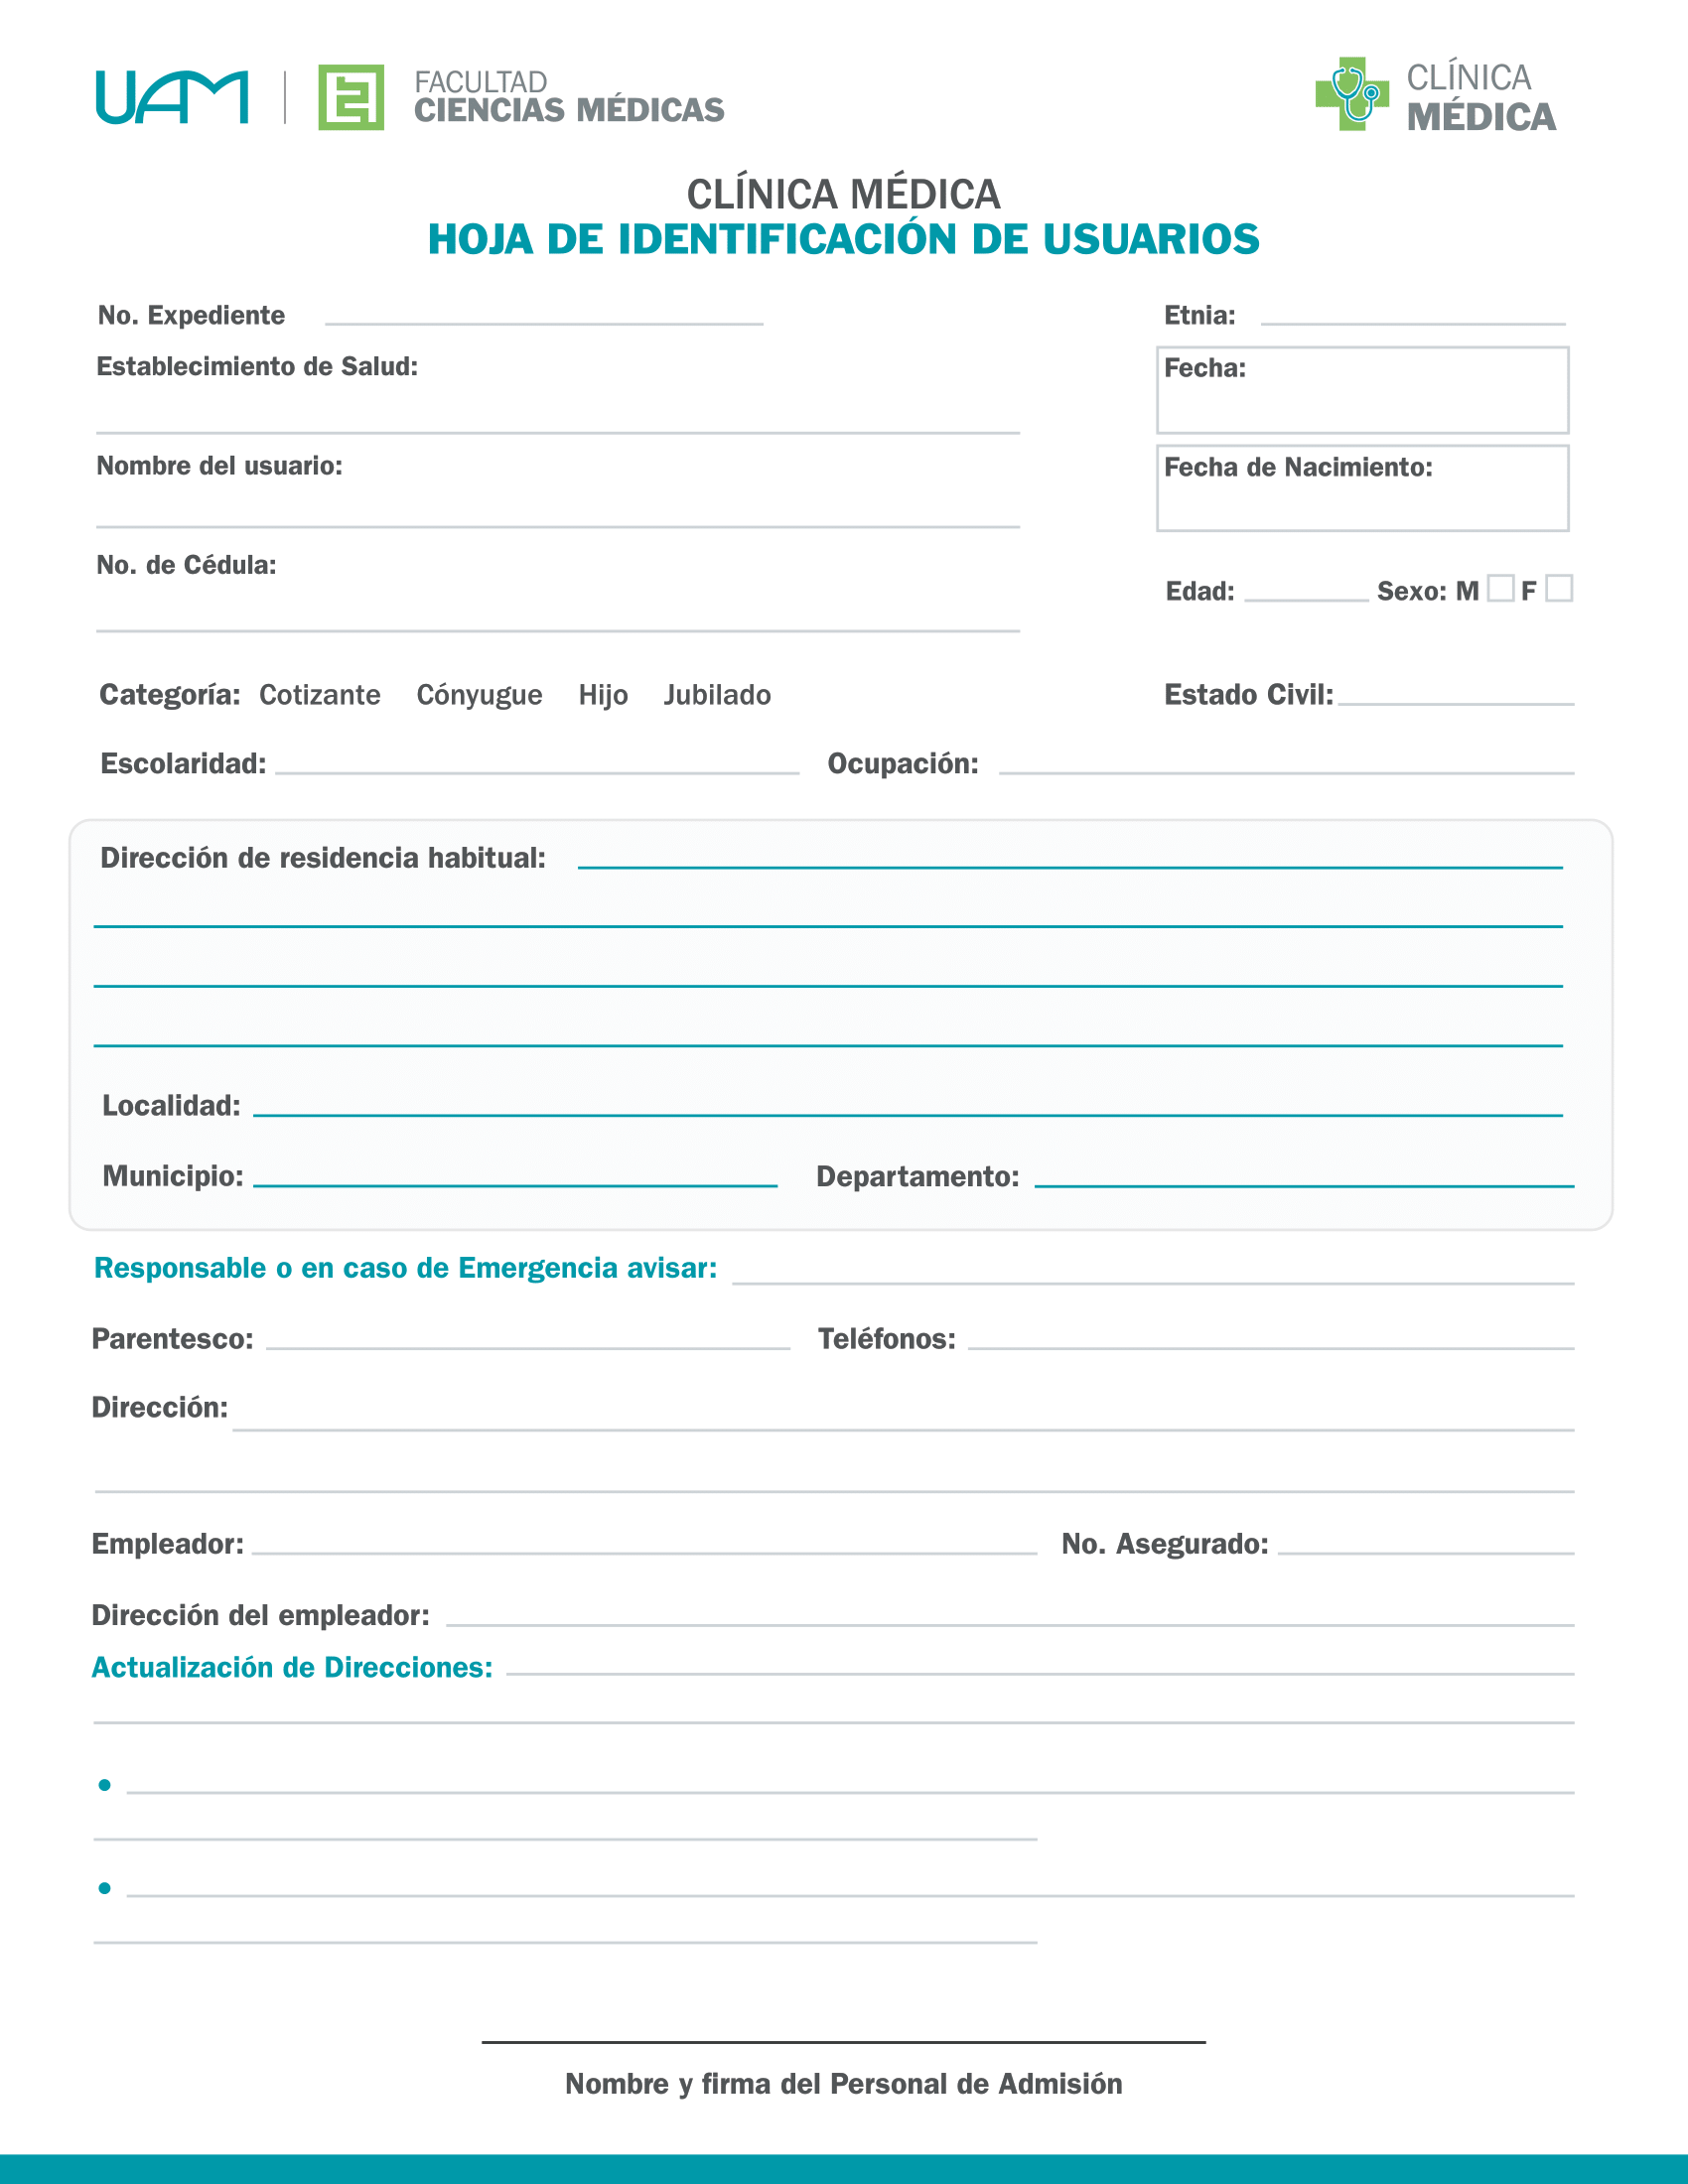 UAM
FACULTAD
CIENCIAS MÉDICAS
CLÍNICA
MÉDICA
CLÍNICA MÉDICA
HOJA DE IDENTIFICACIÓN DE USUARIOS
No. Expediente
Etnia:
Establecimiento de Salud:
Fecha:
Nombre del usuario:
Fecha de Nacimiento:
No. de Cédula:
Edad: Sexo: M F
Categoría: Cotizante Cónyugue Hijo Jubilado
Estado Civil:
Escolaridad: Ocupación:
Dirección de residencia habitual:
Localidad:
Municipio: Departamento:
Responsable o en caso de Emergencia avisar:
Parentesco: Teléfonos:
Dirección:
Empleador: No. Asegurado:
Dirección del empleador:
Actualización de Direcciones:
•
•
Nombre y firma del Personal de Admisión